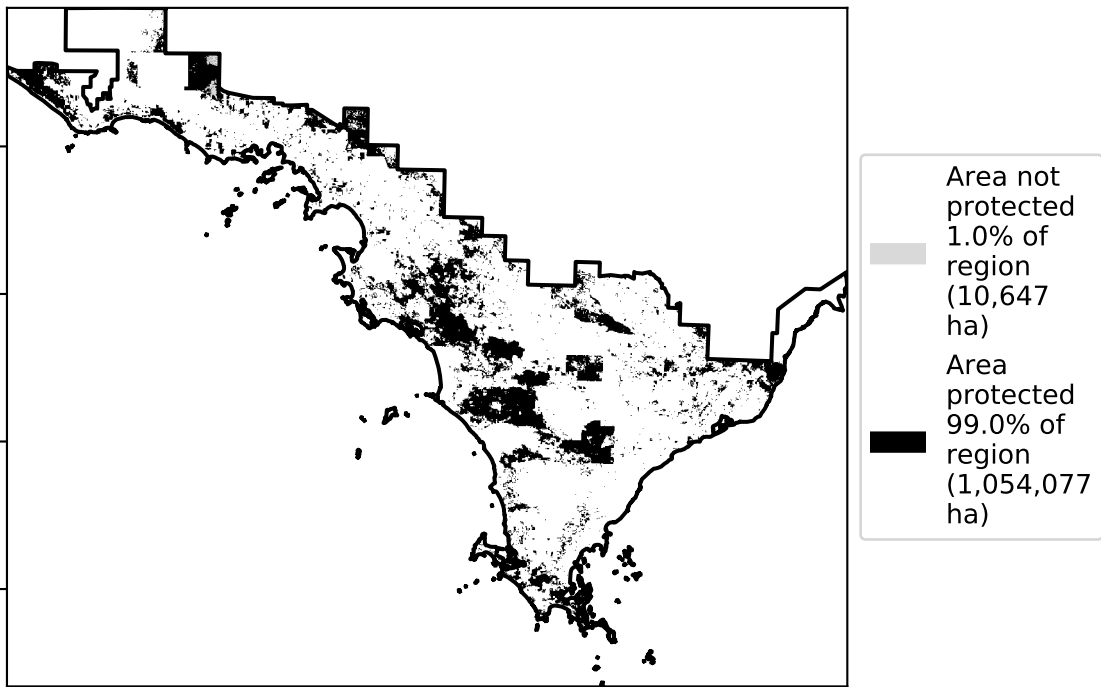 Area not
protected
1.0% of
region
(10,647
ha)
Area
protected
99.0% of
region
(1,054,077
ha)